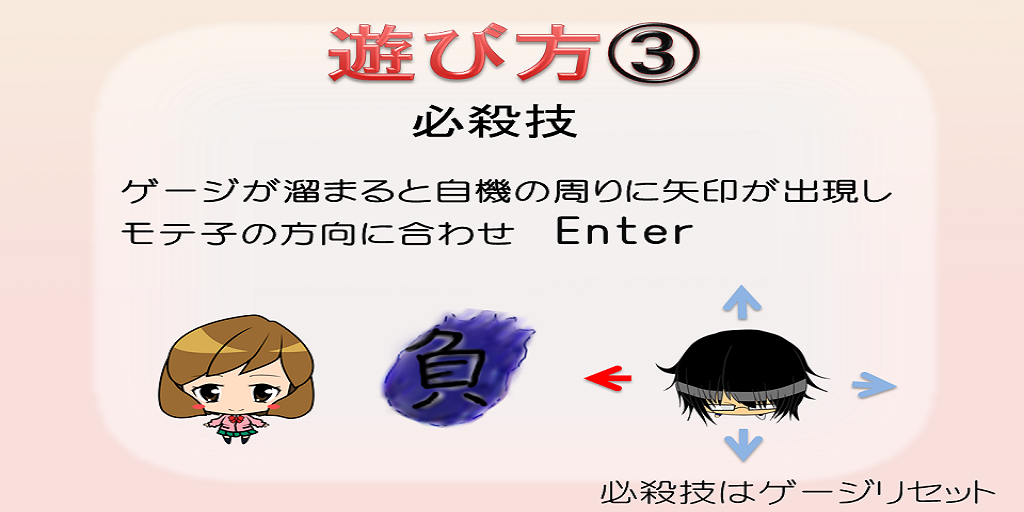 遊び方③
必殺技
ゲージが溜まると自機の周りに矢印が出現し
モテ子の方向に合わせ　Enter
負
必殺技はゲージリセット